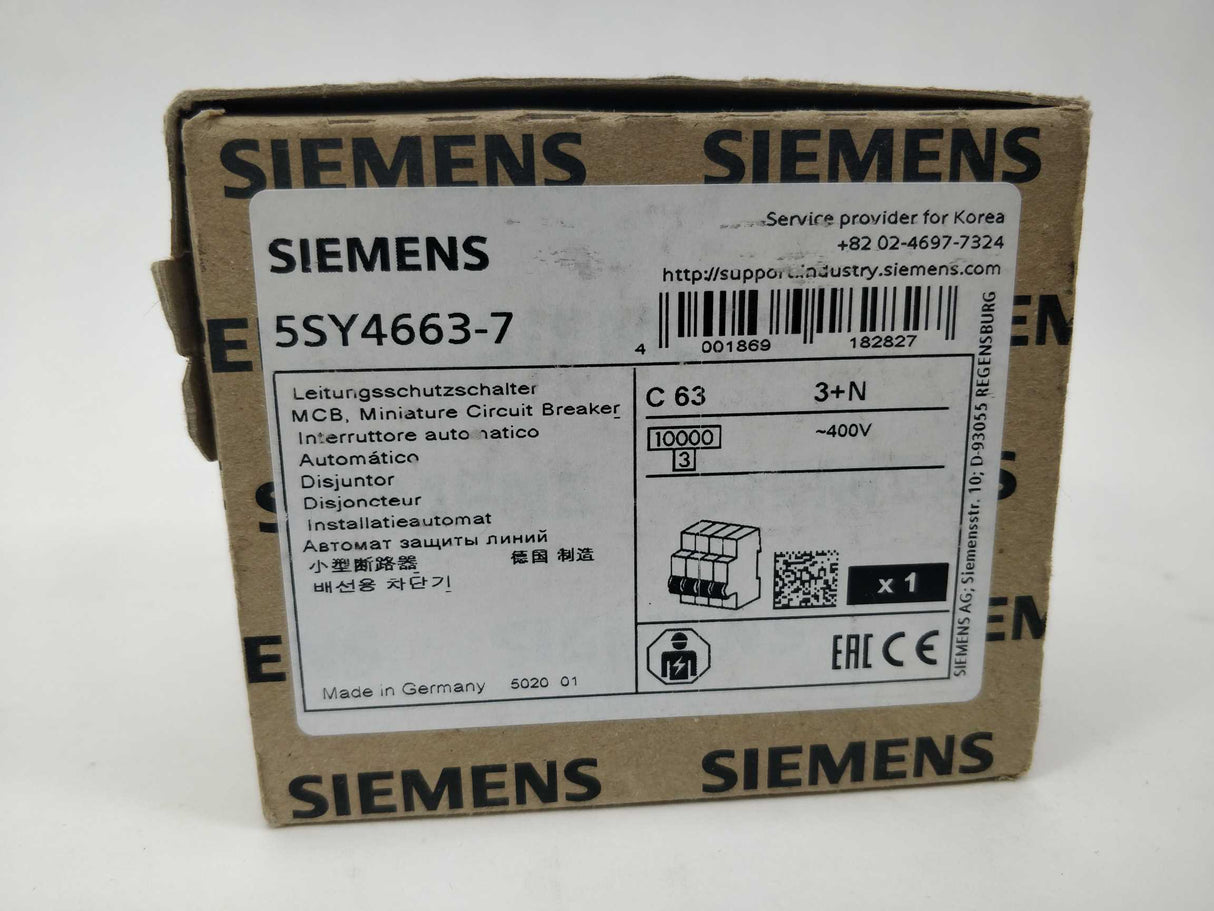 SIEMENS SIEMENS
SIEMENS
Service provider for Korea
+82 02-4697-7324
http://support.industry.siemens.com
5SY4663-7
4 001869 182827
Leitungsschutzschalter
MCB, Miniature Circuit Breaker
Interruttore automatico
Automático
Disjuntor
Disjoncteur
Installatieautomat
Автомат защиты линий
小型断路器 德国 制造
배선용 차단기
Made in Germany 5020 01
C 63 3+N
10000 ~400V
3
x 1
EAC CE
SIEMENS AG; Siemensstr. 10; D-93055 REGENSBURG
E
EM
S
S
E
EM
SIEMENS SIEMENS